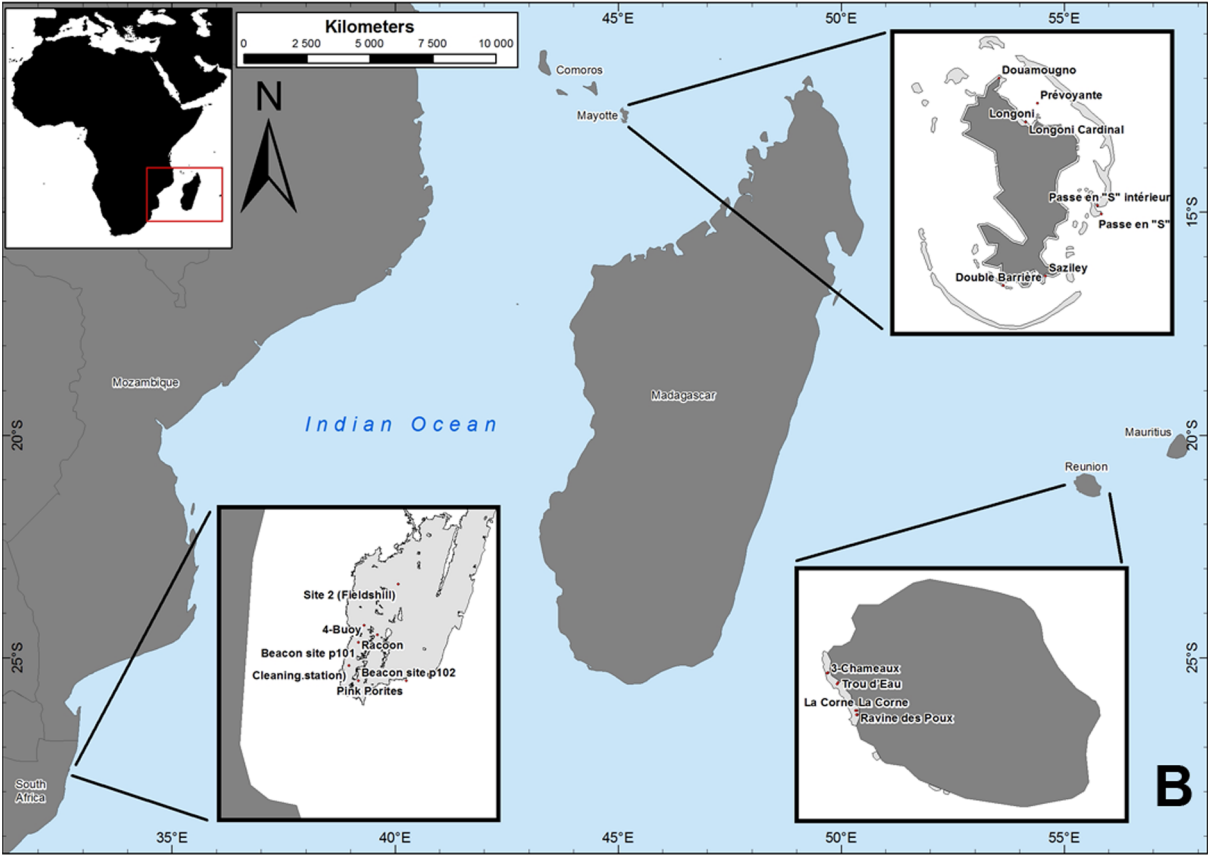 45°E
50°E
55°E
Kilometers
0 2 500 5 000 7 500 10 000
N
Comoros
Mayotte
Douamougno
Prévoyante
Longoni
Longoni Cardinal
Passe en "S" intérieur
Passe en "S"
Saziley
Double Barrière
15°S
Mozambique
Madagascar
Indian Ocean
20°S
20°S
Mauritius
Reunion
Site 2 (Fieldshill)
4-Buoy
Racoon
Beacon site p101
Cleaning.station)
Beacon site p102
Pink Porites
25°S
25°S
3-Chameaux
Trou d'Eau
La Corne La Corne
Ravine des Poux
South
Africa
B
35°E
40°E
45°E
50°E
55°E